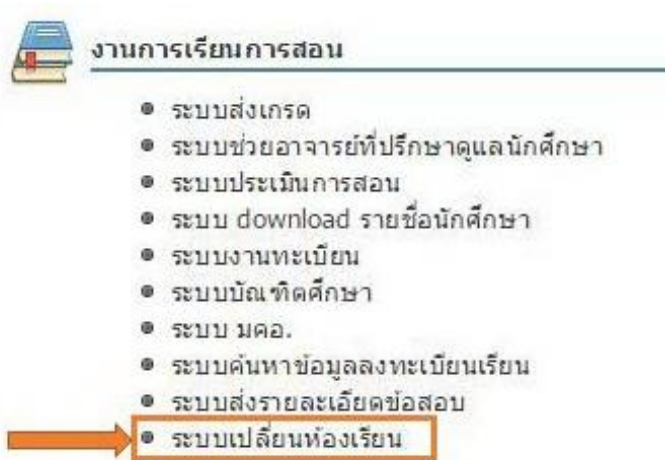 งานการเรียนการสอน
ระบบส่งเกรด
ระบบช่วยอาจารย์ที่ปรึกษาดูแลนักศึกษา
ระบบประเมินการสอน
ระบบ download รายชื่อนักศึกษา
ระบบงานทะเบียน
ระบบบัณฑิตศึกษา
ระบบ มคอ.
ระบบค้นหาข้อมูลลงทะเบียนเรียน
ระบบส่งรายละเอียดข้อสอบ
ระบบเปลี่ยนห้องเรียน